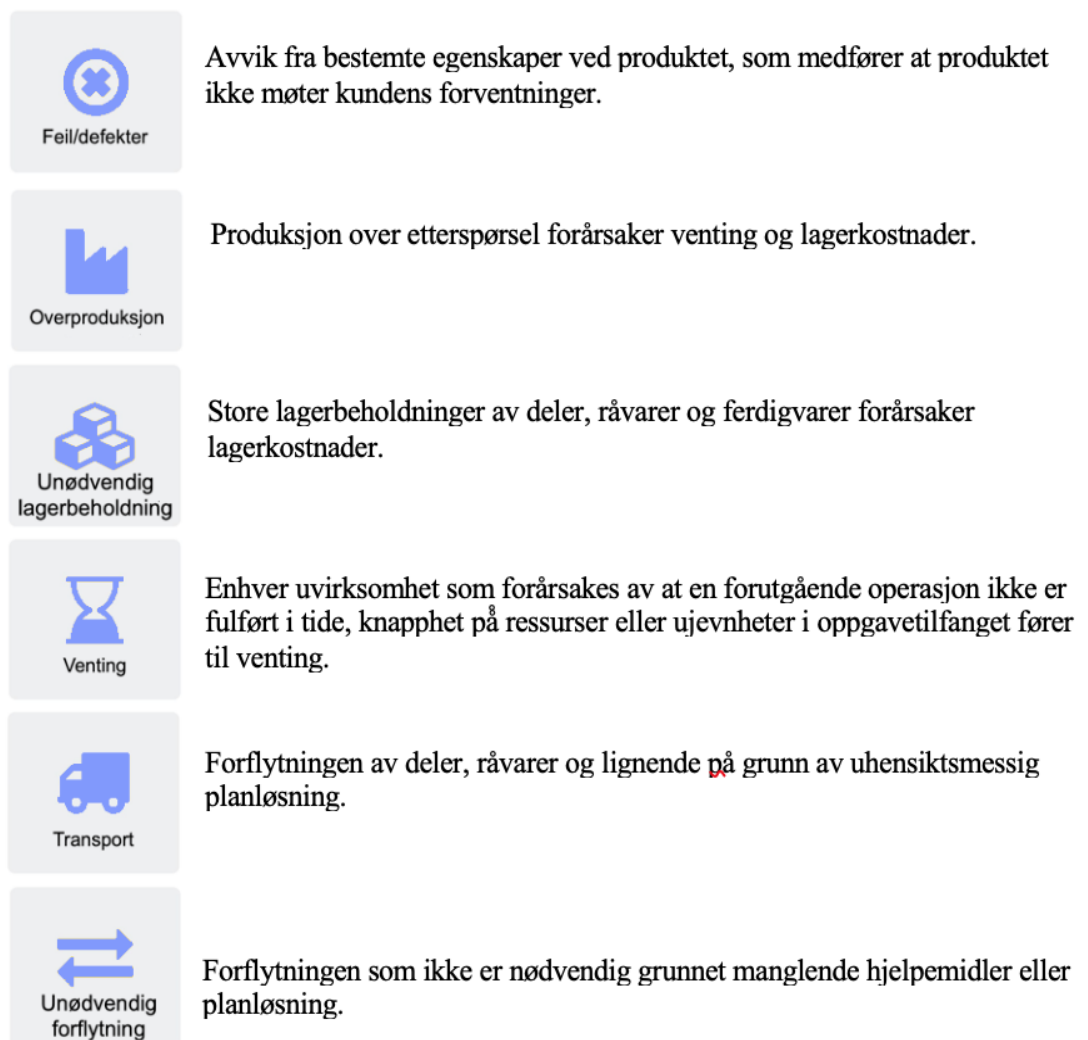 Avvik fra bestemte egenskaper ved produktet, som medfører at produktet
ikke møter kundens forventninger.
Feil/defekter
Produksjon over etterspørsel forårsaker venting og lagerkostnader.
Overproduksjon
Store lagerbeholdninger av deler, råvarer og ferdigvarer forårsaker
lagerkostnader.
Unødvendig
lagerbeholdning
Enhver uvirksomhet som forårsakes av at en forutgående operasjon ikke er
fulført i tide, knapphet på ressurser eller ujevnheter i oppgavetilfanget fører
til venting.
Venting
Forflytningen av deler, råvarer og lignende på grunn av uhensiktsmessig
planløsning.
Transport
Forflytningen som ikke er nødvendig grunnet manglende hjelpemidler eller
planløsning.
Unødvendig
forflytning